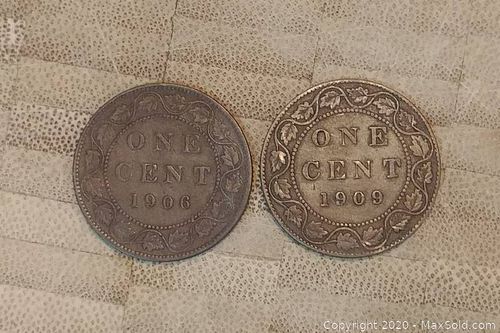 ONE
CENT
1906
ONE
CENT
1909
Copyright 2020 - MaxSold.com